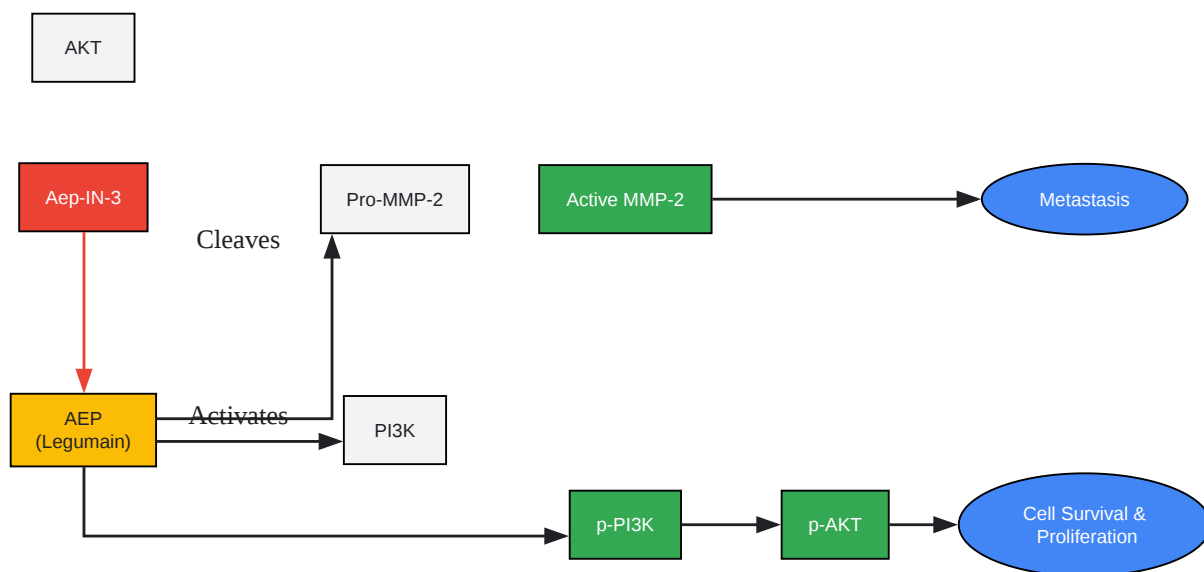 AKT
Aep-IN-3
Pro-MMP-2
Active MMP-2
Metastasis
Cleaves
AEP
(Legumain)
Activates
PI3K
p-PI3K
p-AKT
Cell Survival &
Proliferation